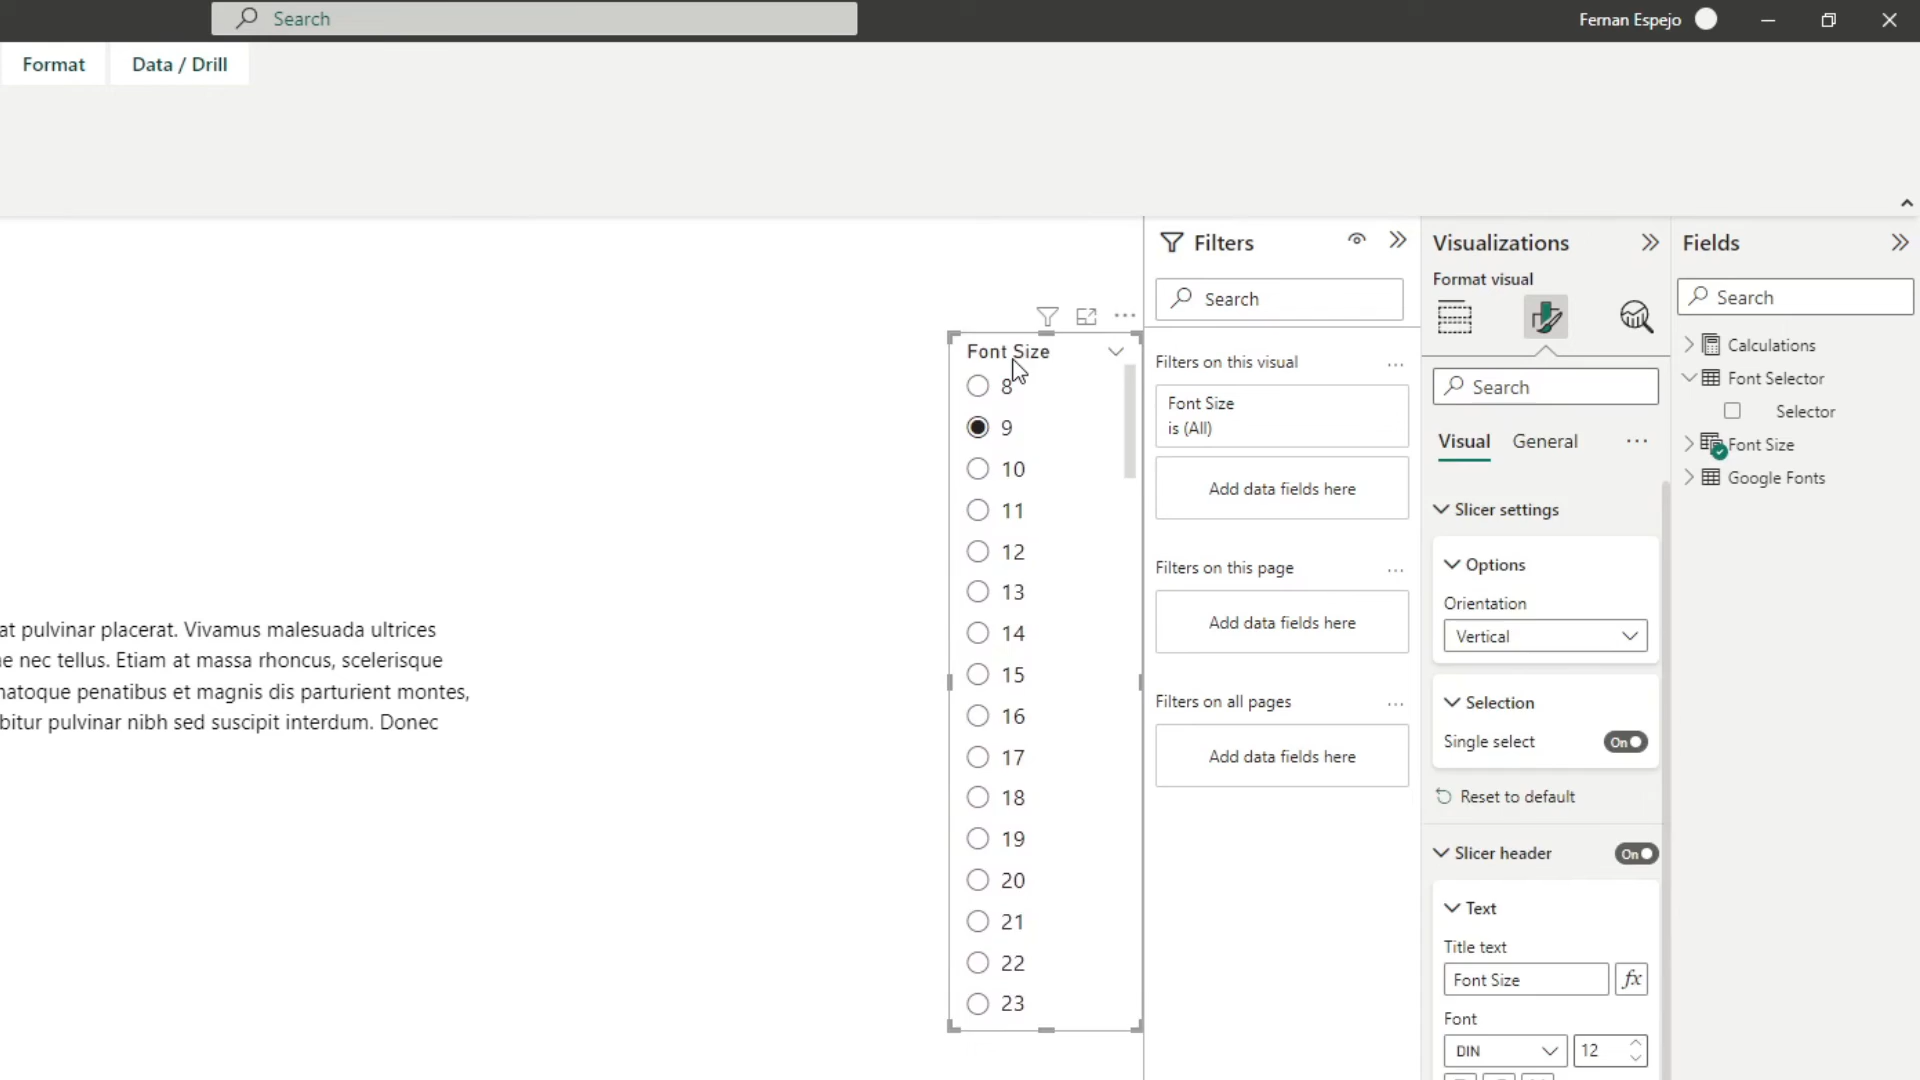 Search
Fernan Espejo
Format
Data / Drill
at pulvinar placerat. Vivamus malesuada ultrices
e nec tellus. Etiam at massa rhoncus, scelerisque
natoque penatibus et magnis dis parturient montes,
bitur pulvinar nibh sed suscipit interdum. Donec
Font Size
8
9
10
11
12
13
14
15
16
17
18
19
20
21
22
23
Filters
Search
Filters on this visual
Font Size
is (All)
Add data fields here
Filters on this page
Add data fields here
Filters on all pages
Add data fields here
Visualizations
Format visual
Search
Visual
General
Slicer settings
Options
Orientation
Vertical
Selection
Single select
On
Reset to default
Slicer header
On
Text
Title text
Font Size
fx
Font
DIN
12
Fields
Search
Calculations
Font Selector
Selector
Font Size
Google Fonts